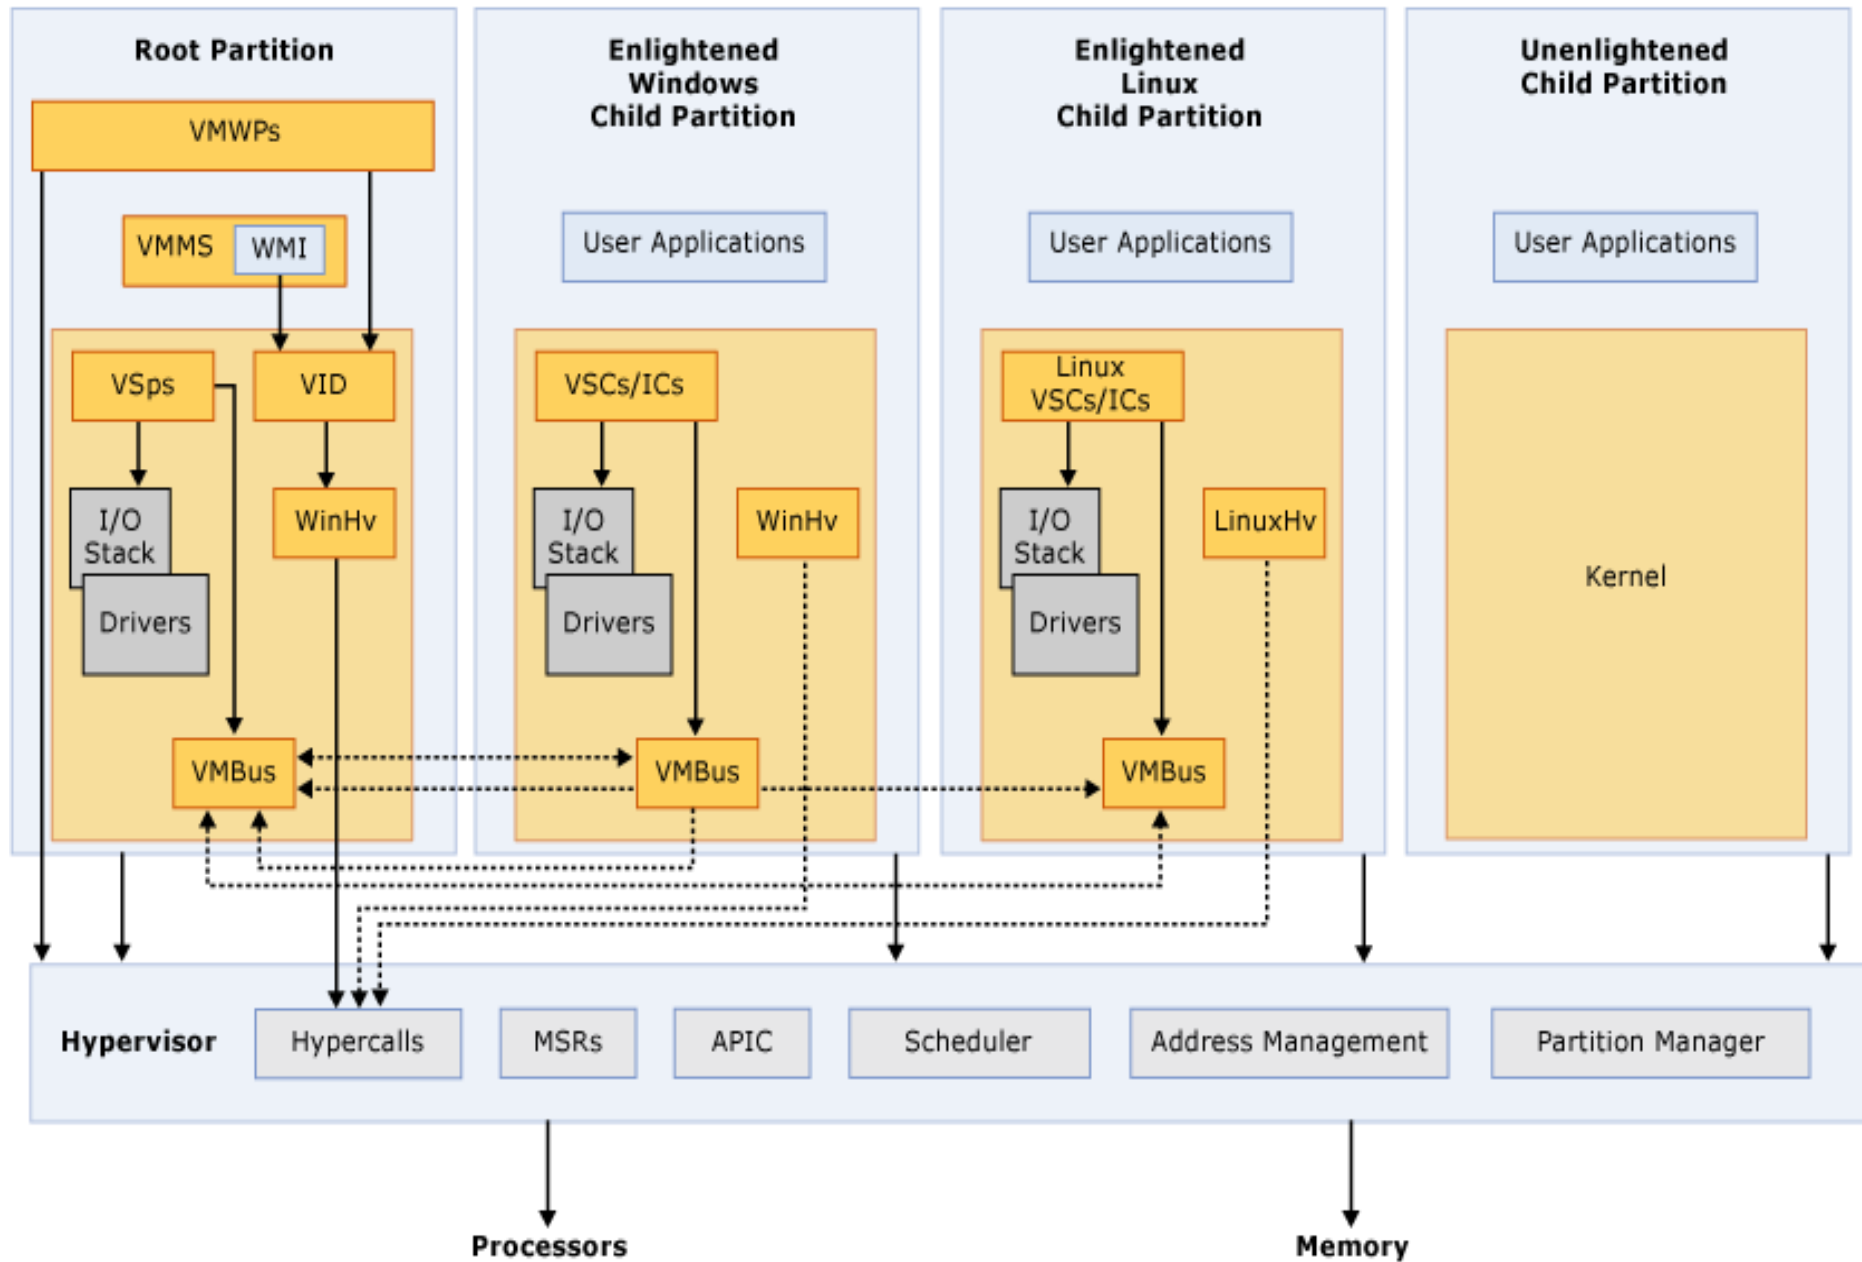 Root Partition
VMWPs
VMMS
WMI
VSps
VID
I/O
Stack
WinHv
Drivers
VMBus
Enlightened
Windows
Child Partition
User Applications
VSCs/ICs
I/O
Stack
WinHv
Drivers
VMBus
Enlightened
Linux
Child Partition
User Applications
Linux
VSCs/ICs
I/O
Stack
LinuxHv
Drivers
VMBus
Unenlightened
Child Partition
User Applications
Kernel
Hypervisor
Hypercalls
MSRs
APIC
Scheduler
Address Management
Partition Manager
Processors
Memory